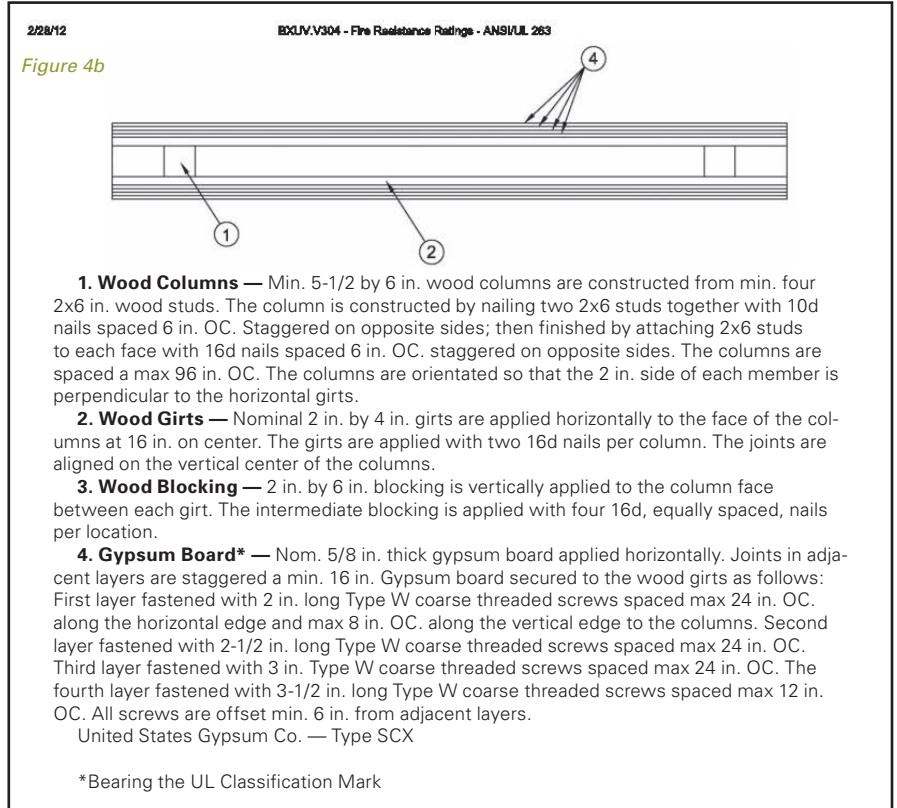 2/28/12 BXUV.V304 - Fire Resistance Ratings - ANSI/UL 263
Figure 4b
4
1
2
1. Wood Columns — Min. 5-1/2 by 6 in. wood columns are constructed from min. four
2x6 in. wood studs. The column is constructed by nailing two 2x6 studs together with 10d
nails spaced 6 in. OC. Staggered on opposite sides; then finished by attaching 2x6 studs
to each face with 16d nails spaced 6 in. OC. staggered on opposite sides. The columns are
spaced a max 96 in. OC. The columns are orientated so that the 2 in. side of each member is
perpendicular to the horizontal girts.
2. Wood Girts — Nominal 2 in. by 4 in. girts are applied horizontally to the face of the col-
umns at 16 in. on center. The girts are applied with two 16d nails per column. The joints are
aligned on the vertical center of the columns.
3. Wood Blocking — 2 in. by 6 in. blocking is vertically applied to the column face
between each girt. The intermediate blocking is applied with four 16d, equally spaced, nails
per location.
4. Gypsum Board* — Nom. 5/8 in. thick gypsum board applied horizontally. Joints in adja-
cent layers are staggered a min. 16 in. Gypsum board secured to the wood girts as follows:
First layer fastened with 2 in. long Type W coarse threaded screws spaced max 24 in. OC.
along the horizontal edge and max 8 in. OC. along the vertical edge to the columns. Second
layer fastened with 2-1/2 in. long Type W coarse threaded screws spaced max 24 in. OC.
Third layer fastened with 3 in. Type W coarse threaded screws spaced max 24 in. OC. The
fourth layer fastened with 3-1/2 in. long Type W coarse threaded screws spaced max 12 in.
OC. All screws are offset min. 6 in. from adjacent layers.
United States Gypsum Co. — Type SCX
*Bearing the UL Classification Mark